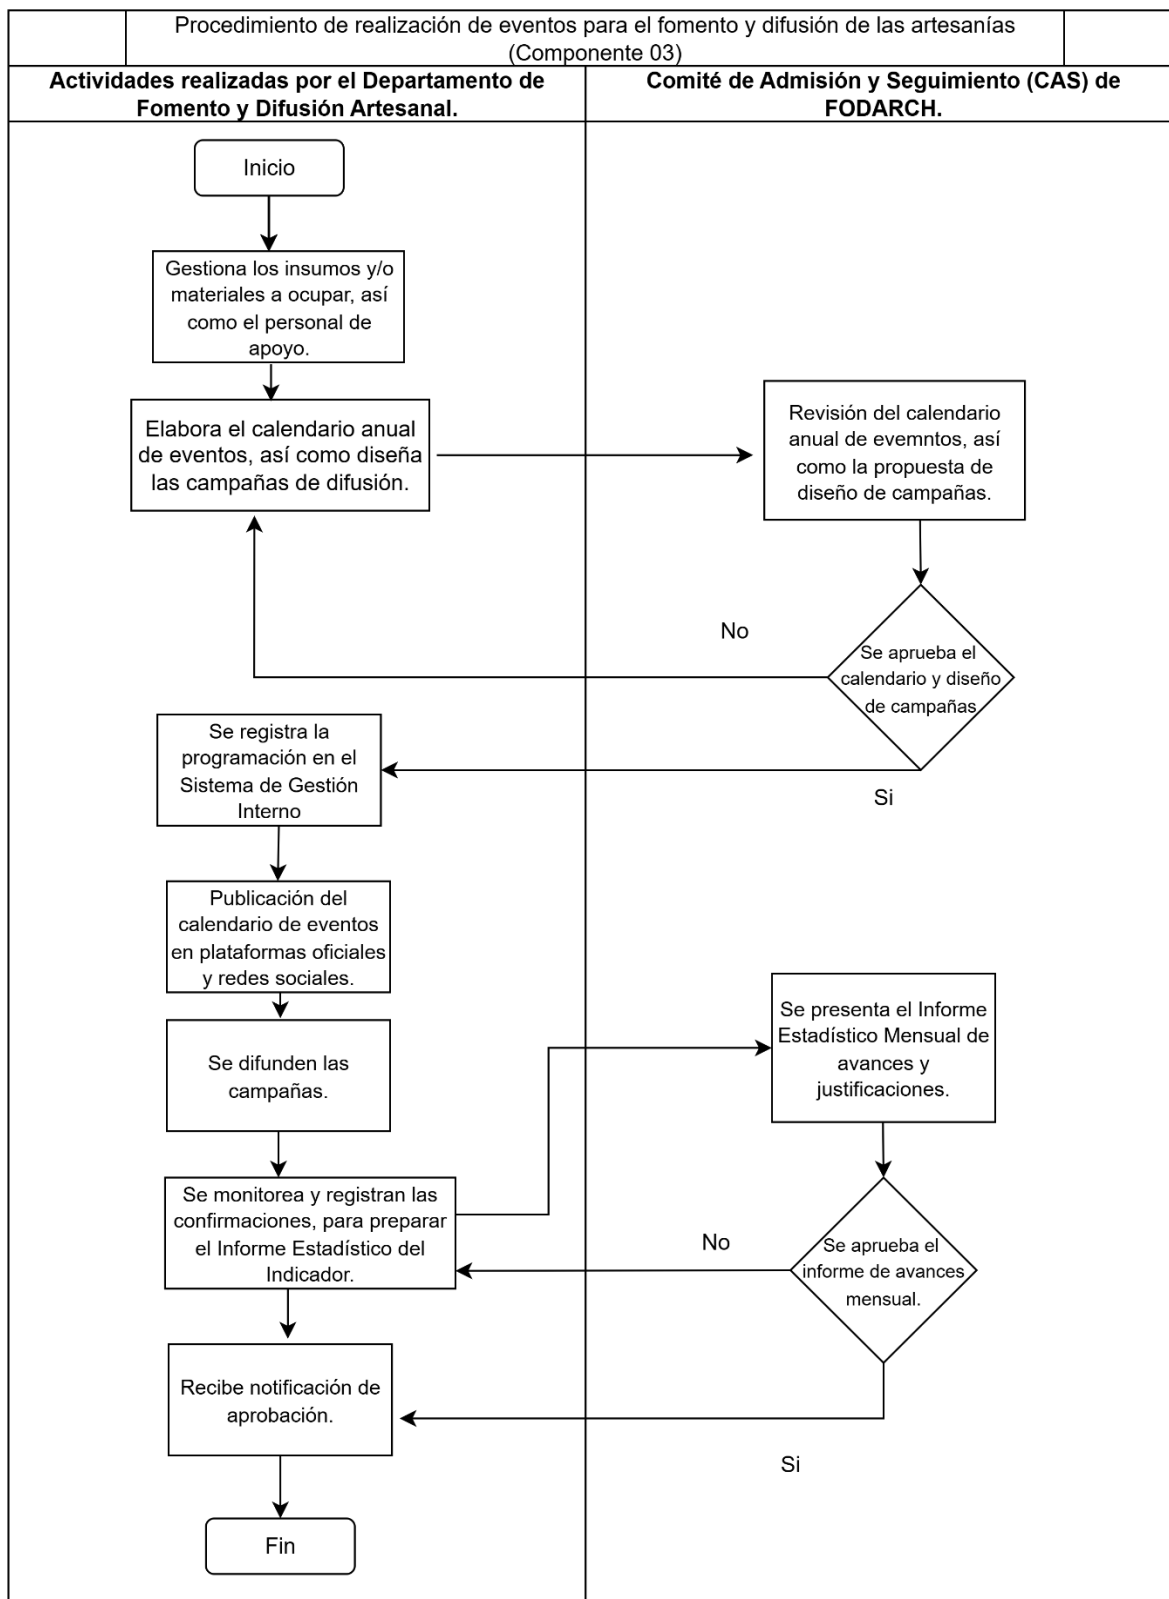 Procedimiento de realización de eventos para el fomento y difusión de las artesanías
(Componente 03)
Actividades realizadas por el Departamento de
Fomento y Difusión Artesanal.
Comité de Admisión y Seguimiento (CAS) de
FODARCH.
Inicio
Gestiona los insumos y/o
materiales a ocupar, así
como el personal de
apoyo.
Elabora el calendario anual
de eventos, así como diseña
las campañas de difusión.
Revisión del calendario
anual de evemntos, así
como la propuesta de
diseño de campañas.
No
Se aprueba el
calendario y diseño
de campañas
Se registra la
programación en el
Sistema de Gestión
Interno
Si
Publicación del
calendario de eventos
en plataformas oficiales
y redes sociales.
Se difunden las
campañas.
Se presenta el Informe
Estadístico Mensual de
avances y
justificaciones.
Se monitorea y registran las
confirmaciones, para preparar
el Informe Estadístico del
Indicador.
No
Se aprueba el
informe de avances
mensual.
Recibe notificación de
aprobación.
Si
Fin